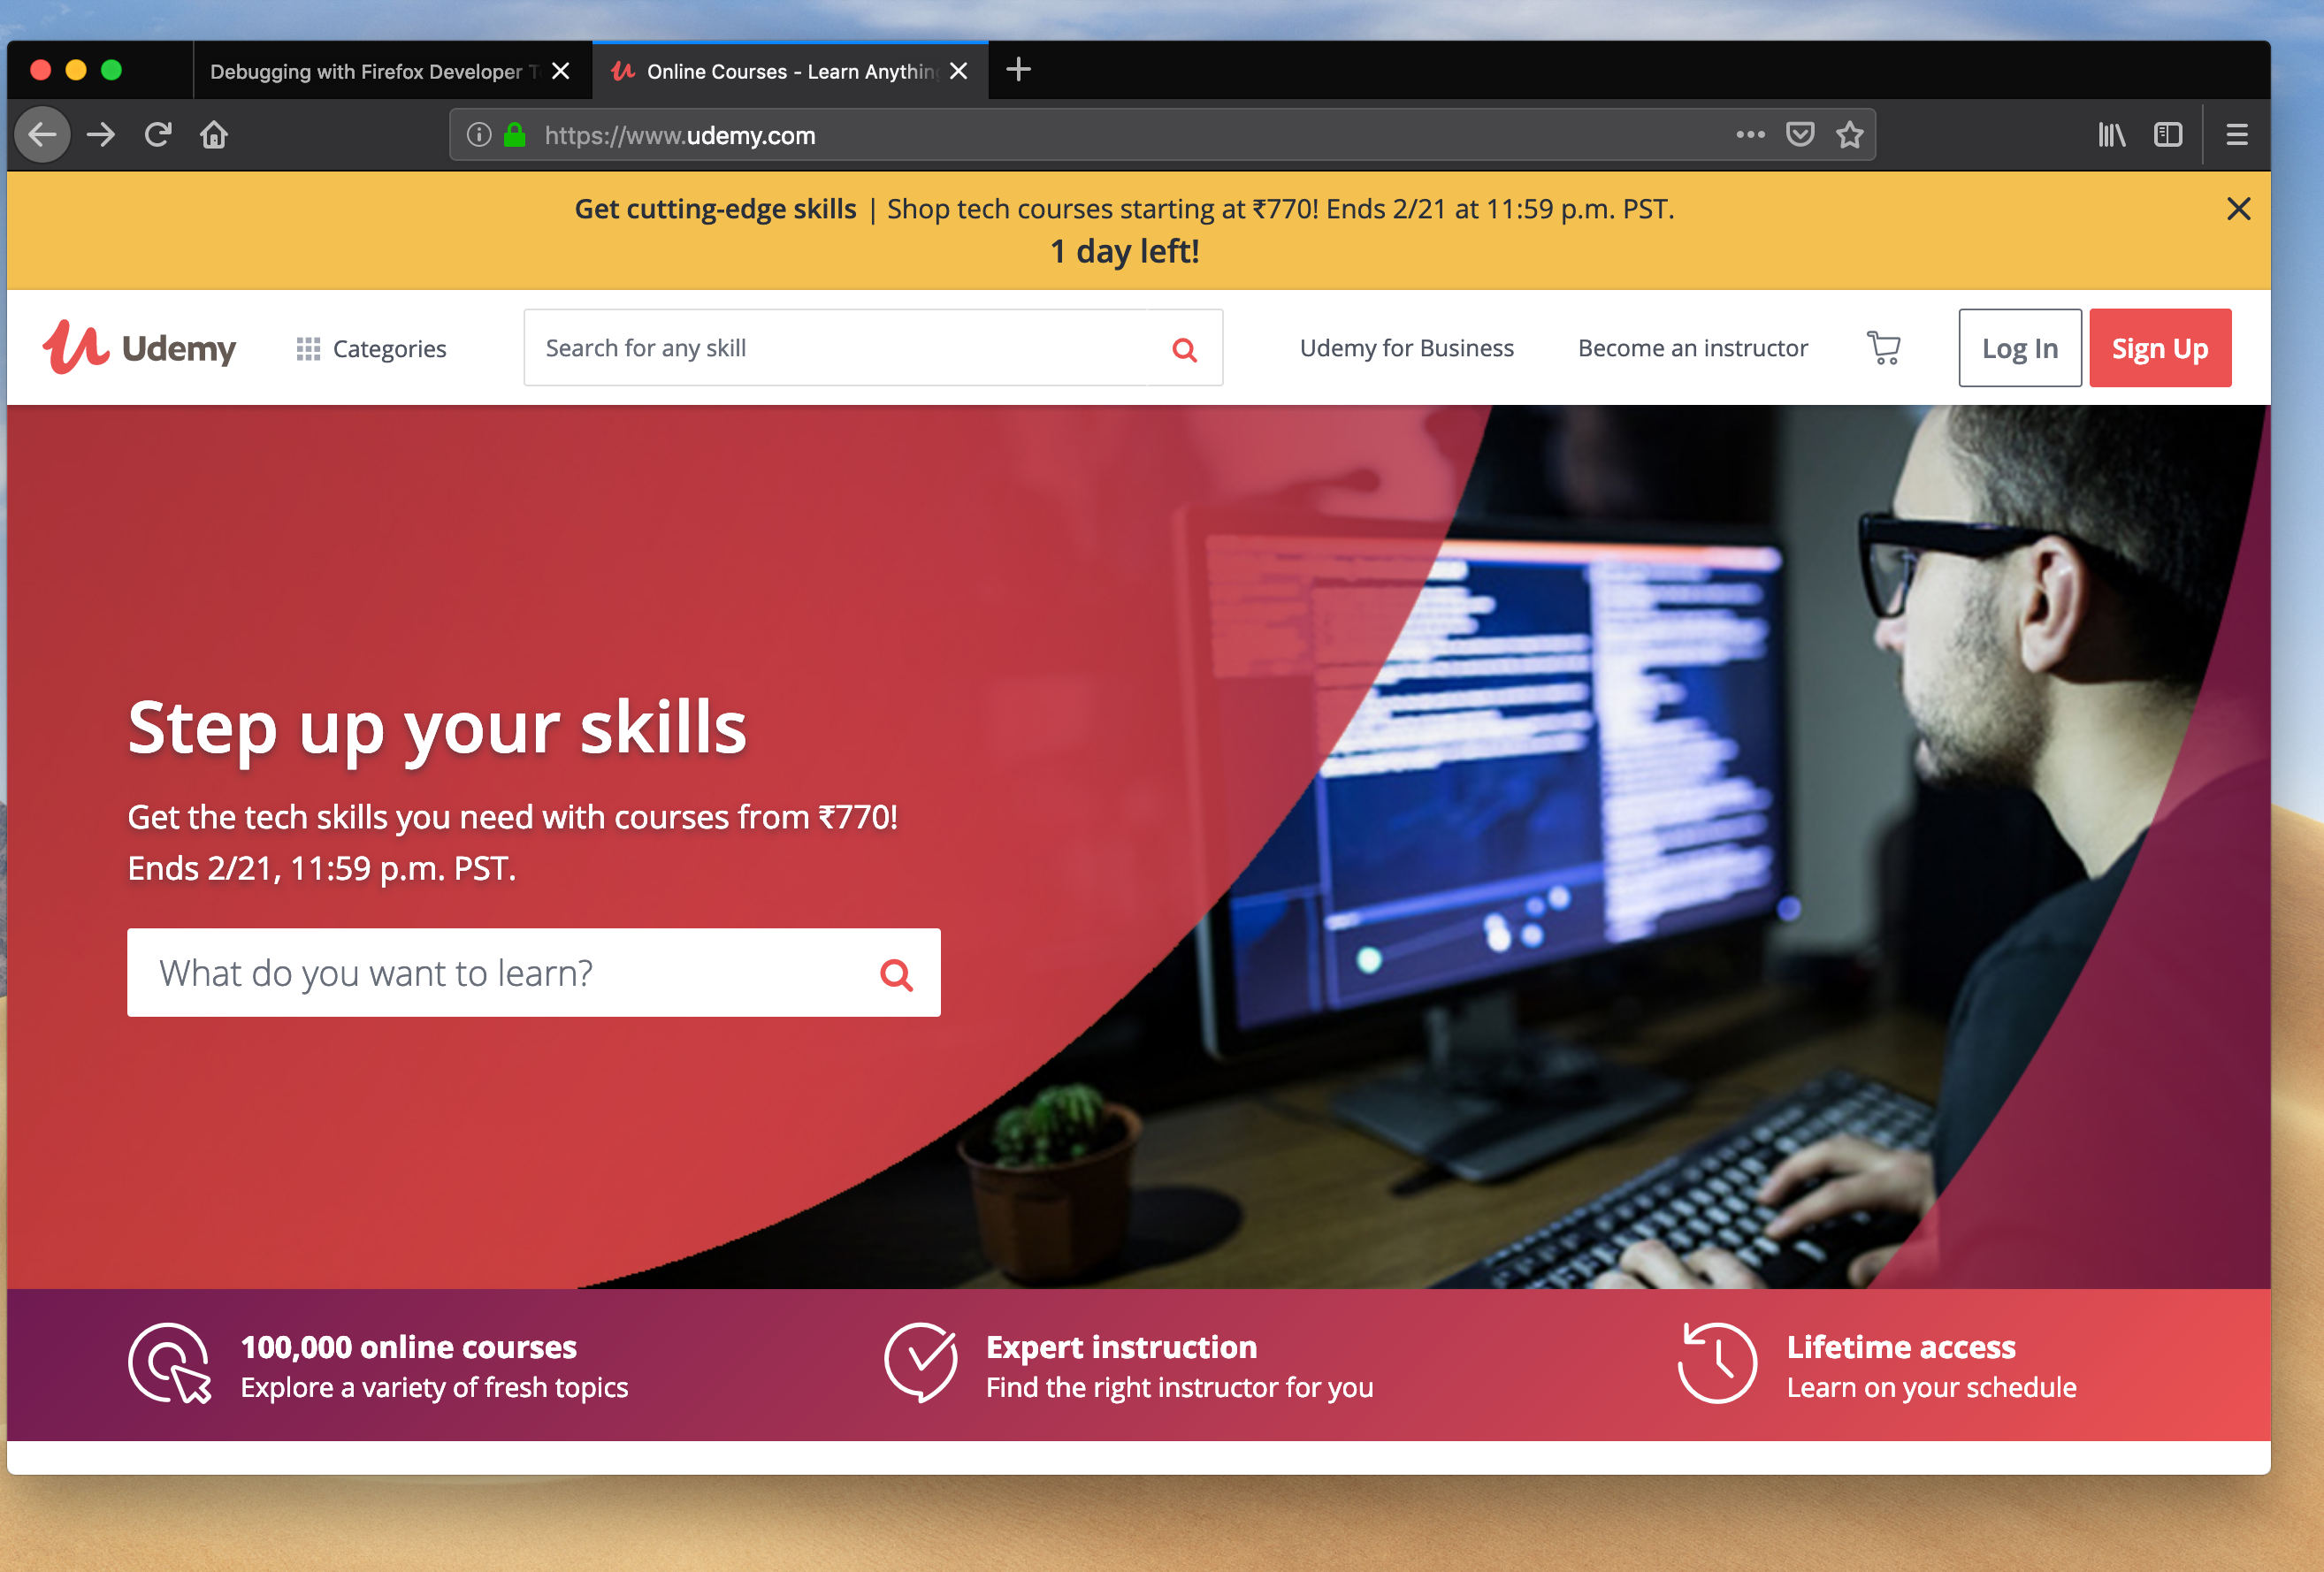 Debugging with Firefox Developer T
Online Courses - Learn Anything
https://www.udemy.com
Get cutting-edge skills | Shop tech courses starting at ₹770! Ends 2/21 at 11:59 p.m. PST.
1 day left!
Udemy
Categories
Search for any skill
Udemy for Business
Become an instructor
Log In
Sign Up
Step up your skills
Get the tech skills you need with courses from ₹770!
Ends 2/21, 11:59 p.m. PST.
What do you want to learn?
100,000 online courses
Explore a variety of fresh topics
Expert instruction
Find the right instructor for you
Lifetime access
Learn on your schedule